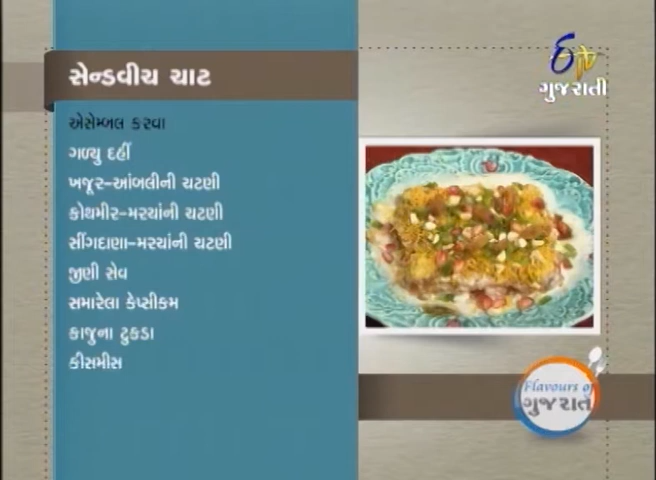 સેન્ડવીચ ચાટ
etv
ગુજરાતી
એસેમ્બલ કરવા
ગળ્યુ દહીં
ખજૂર-આંબલીની ચટણી
કોથમીર-મરચાંની ચટણી
સીંગદાણા-મરચાંની ચટણી
જીણી સેવ
સમારેલા કેપ્સીકમ
કાજુના ટુકડા
કીસમીસ
Flavours of
ગુજરાત